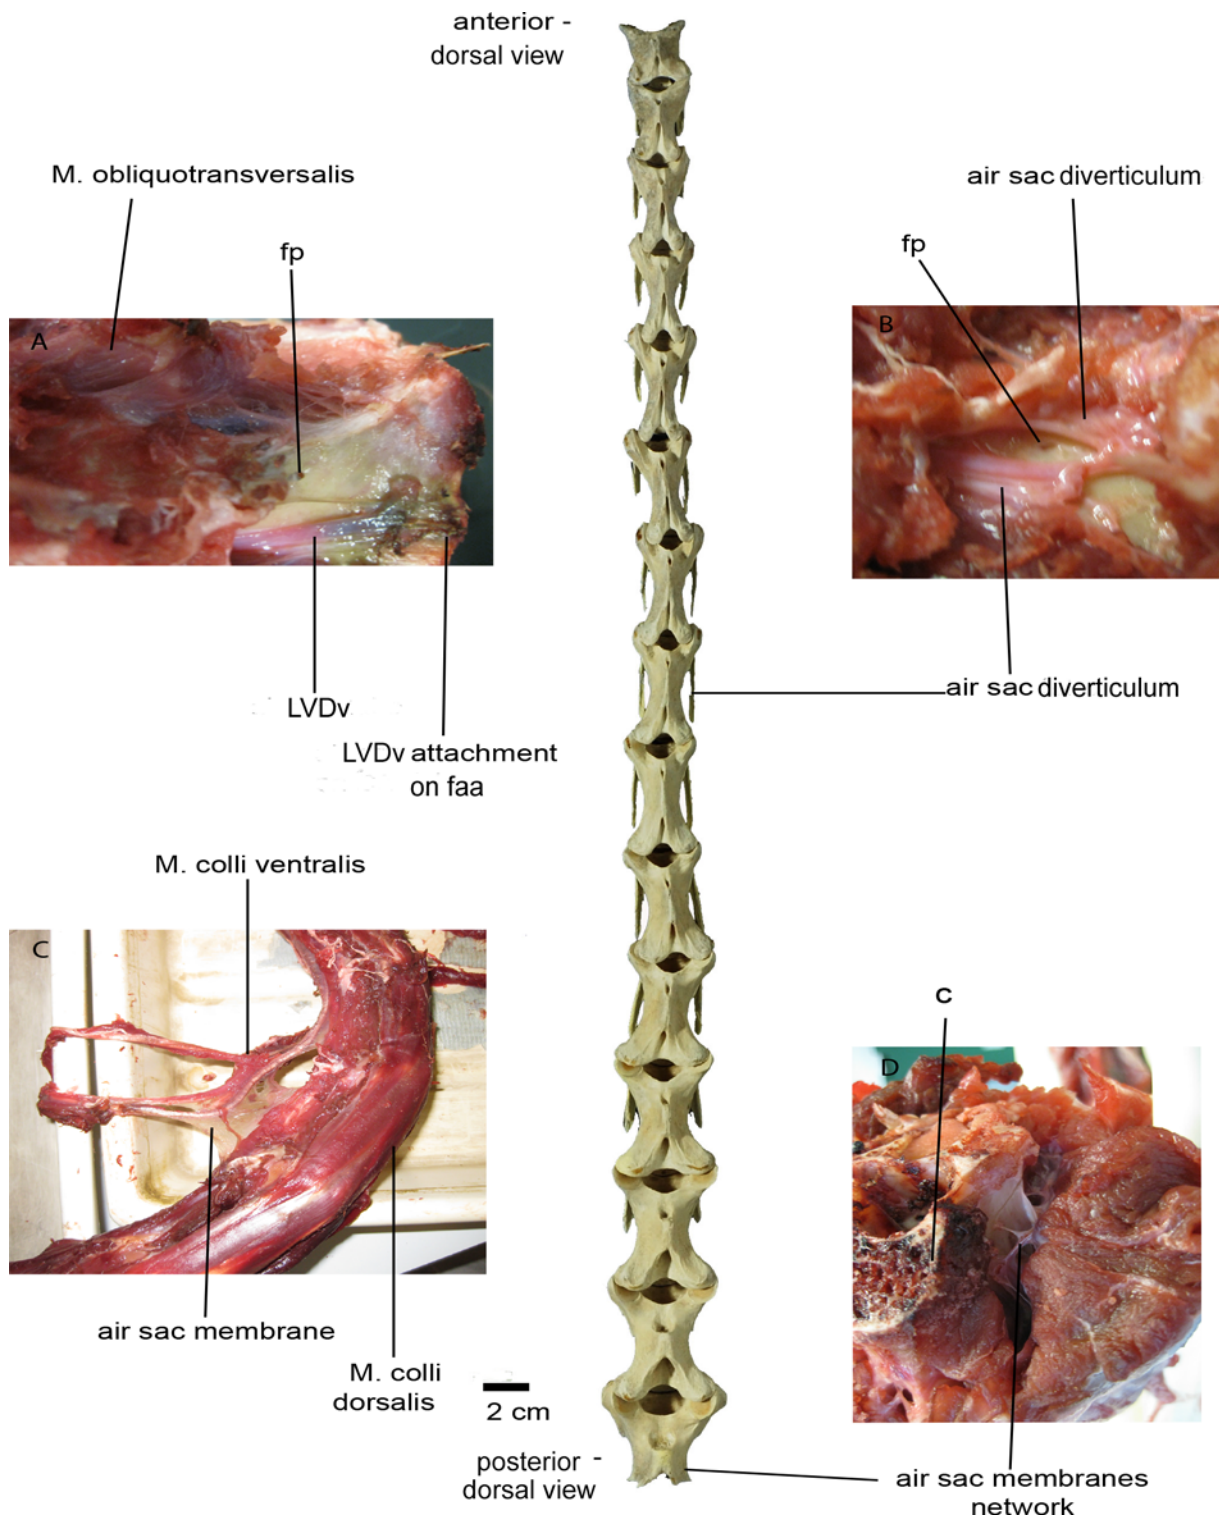 anterior -
dorsal view
M. obliquotransversalis
fp
A
LVDv
LVDv attachment
on faa
air sac diverticulum
fp
B
air sac diverticulum
M. colli ventralis
C
air sac membrane
M. colli
dorsalis
2 cm
c
D
posterior -
dorsal view
air sac membranes
network